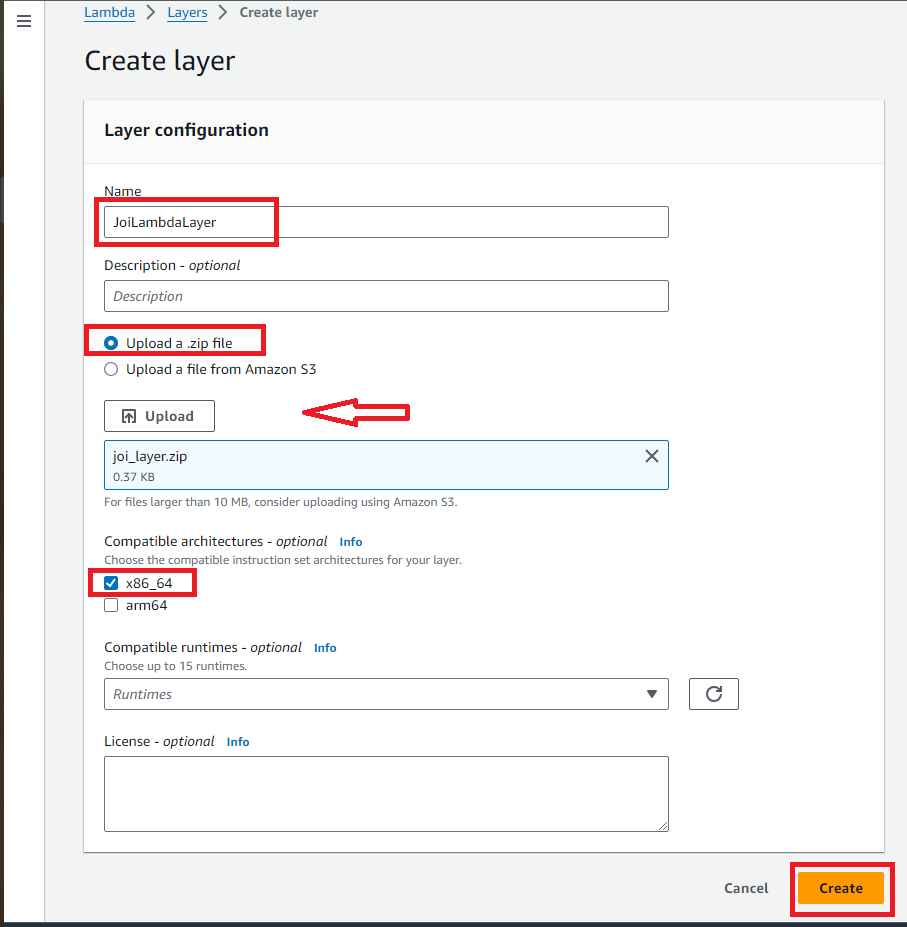 Lambda > Layers > Create layer
Create layer
Layer configuration
Name
JoiLambdaLayer
Description - optional
Description
Upload a .zip file
Upload a file from Amazon S3
Upload
joi_layer.zip
0.37 KB
For files larger than 10 MB, consider uploading using Amazon S3.
Compatible architectures - optional Info
Choose the compatible instruction set architectures for your layer.
x86_64
arm64
Compatible runtimes - optional Info
Choose up to 15 runtimes.
Runtimes
License - optional Info
Cancel Create